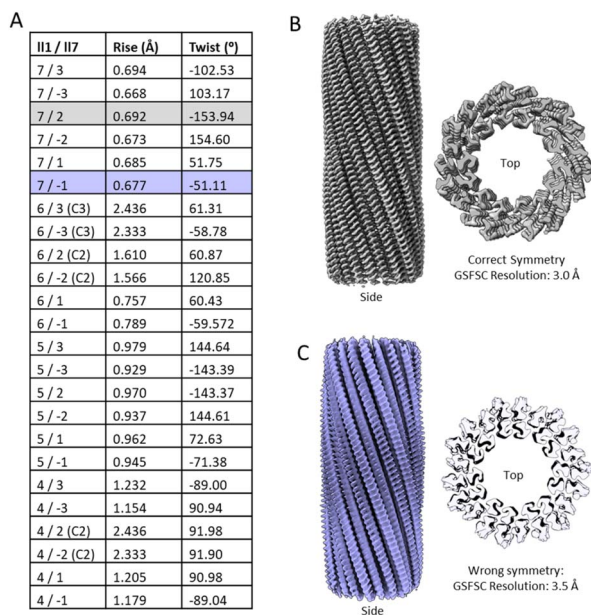 A
ll1 / ll7 Rise (Å) Twist (º)
7 / 3 0.694 -102.53
7 / -3 0.668 103.17
7 / 2 0.692 -153.94
7 / -2 0.673 154.60
7 / 1 0.685 51.75
7 / -1 0.677 -51.11
6 / 3 (C3) 2.436 61.31
6 / -3 (C3) 2.333 -58.78
6 / 2 (C2) 1.610 60.87
6 / -2 (C2) 1.566 120.85
6 / 1 0.757 60.43
6 / -1 0.789 -59.572
5 / 3 0.979 144.64
5 / -3 0.929 -143.39
5 / 2 0.970 -143.37
5 / -2 0.937 144.61
5 / 1 0.962 72.63
5 / -1 0.945 -71.38
4 / 3 1.232 -89.00
4 / -3 1.154 90.94
4 / 2 (C2) 2.436 91.98
4 / -2 (C2) 2.333 91.90
4 / 1 1.205 90.98
4 / -1 1.179 -89.04
B
Top
Side
Correct Symmetry
GSFSC Resolution: 3.0 Å
C
Top
Side
Wrong symmetry:
GSFSC Resolution: 3.5 Å